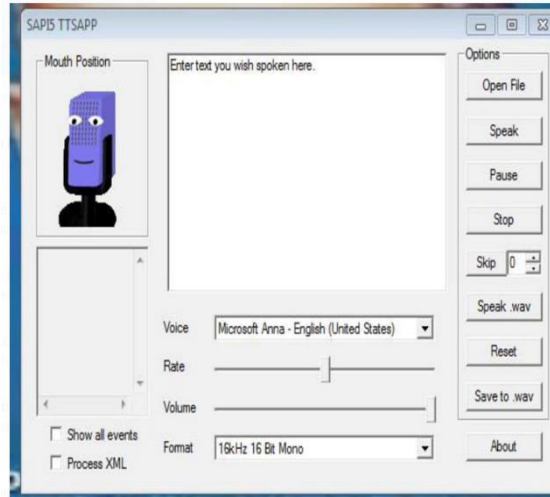 SAPI5 TTSAPP
Mouth Position
Enter text you wish spoken here.
Options
Open File
Speak
Pause
Stop
Skip 0
Speak .wav
Reset
Save to .wav
Voice Microsoft Anna - English (United States)
Rate
Volume
Format 16kHz 16 Bit Mono
Show all events
Process XML
About